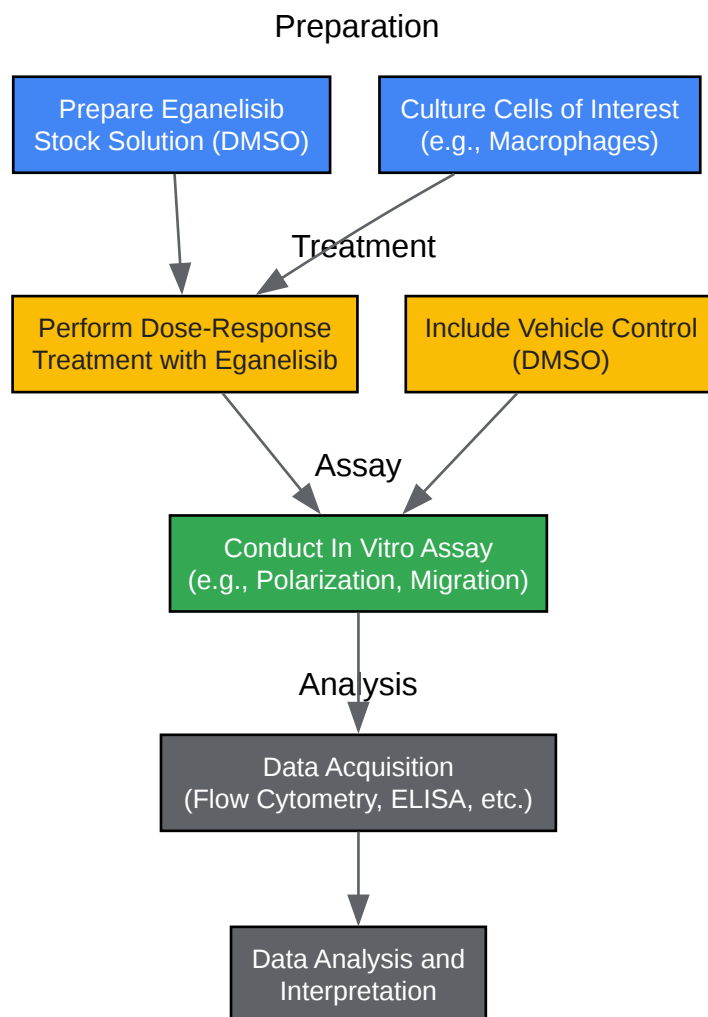 Preparation
Prepare Eganelisib
Stock Solution (DMSO)
Culture Cells of Interest
(e.g., Macrophages)
Treatment
Perform Dose-Response
Treatment with Eganelisib
Include Vehicle Control
(DMSO)
Assay
Conduct In Vitro Assay
(e.g., Polarization, Migration)
Analysis
Data Acquisition
(Flow Cytometry, ELISA, etc.)
Data Analysis and
Interpretation